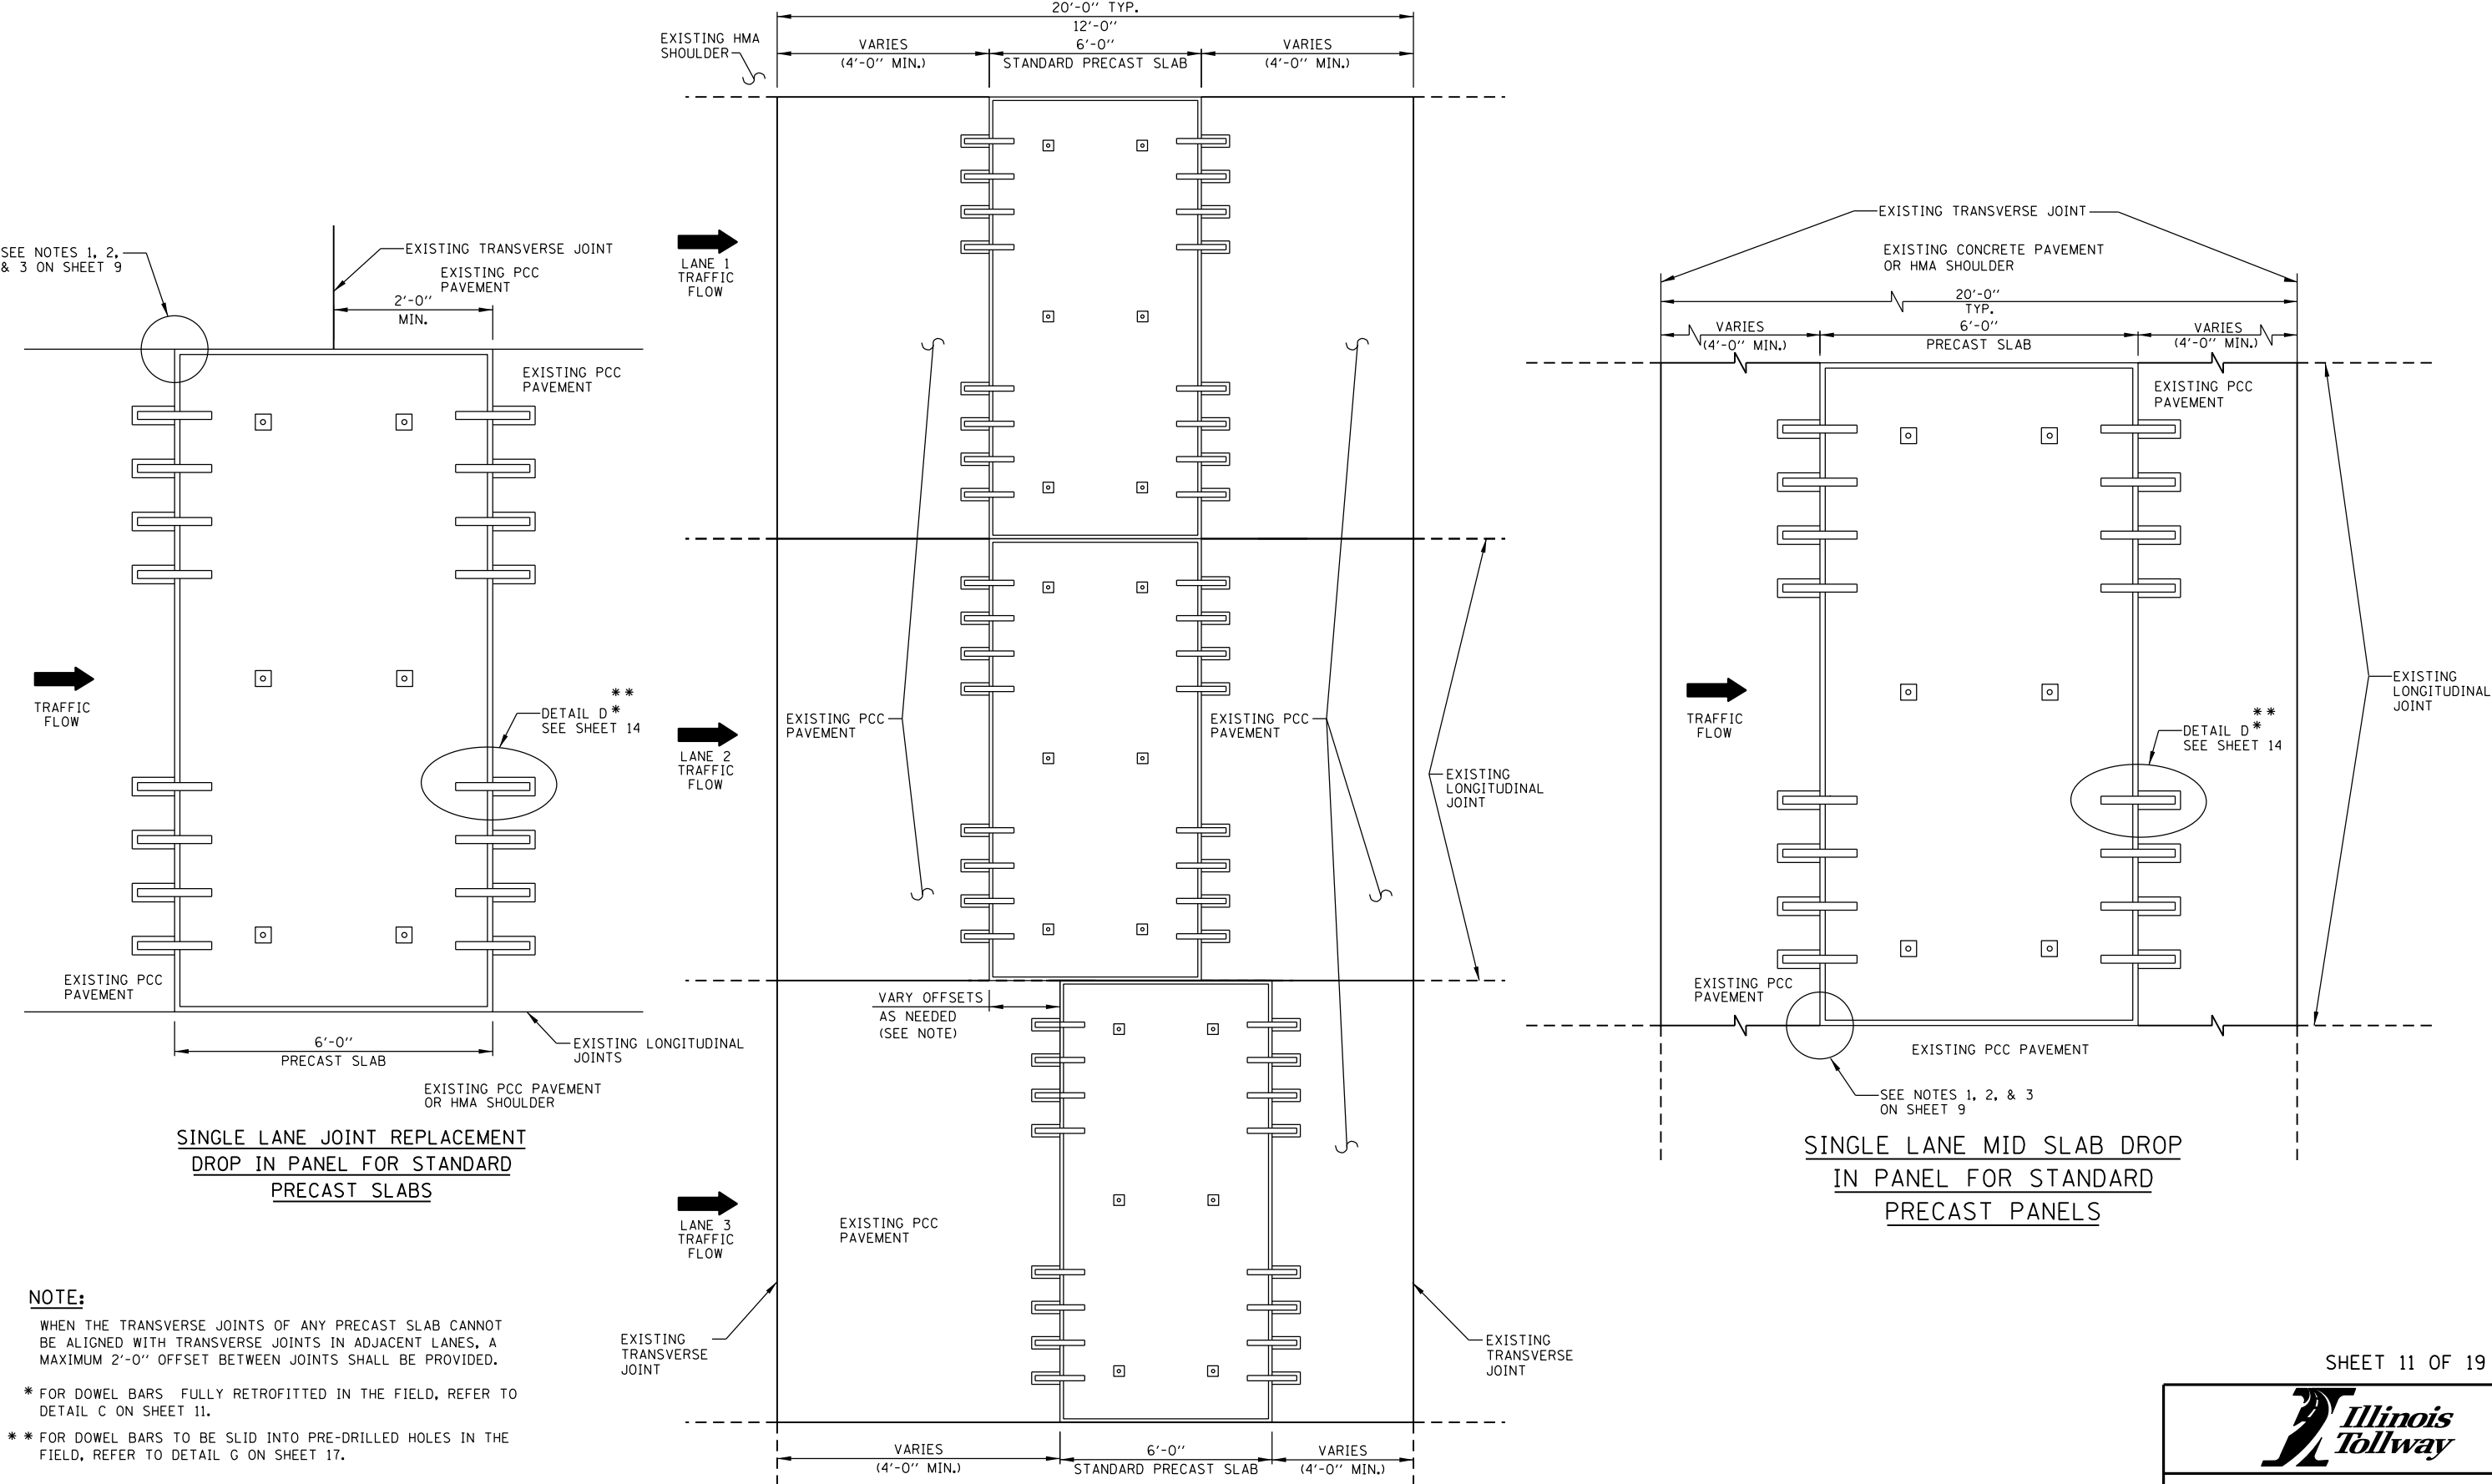 SEE NOTES 1, 2,
& 3 ON SHEET 9
EXISTING TRANSVERSE JOINT
EXISTING PCC
PAVEMENT
2'-0"
MIN.
EXISTING PCC
PAVEMENT
TRAFFIC
FLOW
**
DETAIL D*
SEE SHEET 14
EXISTING PCC
PAVEMENT
6'-0"
PRECAST SLAB
EXISTING LONGITUDINAL
JOINTS
EXISTING PCC PAVEMENT
OR HMA SHOULDER
SINGLE LANE JOINT REPLACEMENT
DROP IN PANEL FOR STANDARD
PRECAST SLABS
NOTE:
WHEN THE TRANSVERSE JOINTS OF ANY PRECAST SLAB CANNOT
BE ALIGNED WITH TRANSVERSE JOINTS IN ADJACENT LANES, A
MAXIMUM 2'-0" OFFSET BETWEEN JOINTS SHALL BE PROVIDED.
* FOR DOWEL BARS FULLY RETROFITTED IN THE FIELD, REFER TO
DETAIL C ON SHEET 11.
** FOR DOWEL BARS TO BE SLID INTO PRE-DRILLED HOLES IN THE
FIELD, REFER TO DETAIL G ON SHEET 17.
20'-0" TYP.
12'-0"
EXISTING HMA
SHOULDER
VARIES
(4'-0" MIN.)
6'-0"
STANDARD PRECAST SLAB
VARIES
(4'-0" MIN.)
LANE 1
TRAFFIC
FLOW
EXISTING PCC
PAVEMENT
EXISTING PCC
PAVEMENT
LANE 2
TRAFFIC
FLOW
EXISTING
LONGITUDINAL
JOINT
VARY OFFSETS
AS NEEDED
(SEE NOTE)
LANE 3
TRAFFIC
FLOW
EXISTING PCC
PAVEMENT
EXISTING
TRANSVERSE
JOINT
EXISTING
TRANSVERSE
JOINT
VARIES
(4'-0" MIN.)
6'-0"
STANDARD PRECAST SLAB
VARIES
(4'-0" MIN.)
EXISTING TRANSVERSE JOINT
EXISTING CONCRETE PAVEMENT
OR HMA SHOULDER
20'-0"
TYP.
VARIES
(4'-0" MIN.)
6'-0"
PRECAST SLAB
VARIES
(4'-0" MIN.)
EXISTING PCC
PAVEMENT
EXISTING
LONGITUDINAL
JOINT
TRAFFIC
FLOW
**
DETAIL D*
SEE SHEET 14
EXISTING PCC
PAVEMENT
EXISTING PCC PAVEMENT
SEE NOTES 1, 2, & 3
ON SHEET 9
SINGLE LANE MID SLAB DROP
IN PANEL FOR STANDARD
PRECAST PANELS
SHEET 11 OF 19
Illinois
Tollway